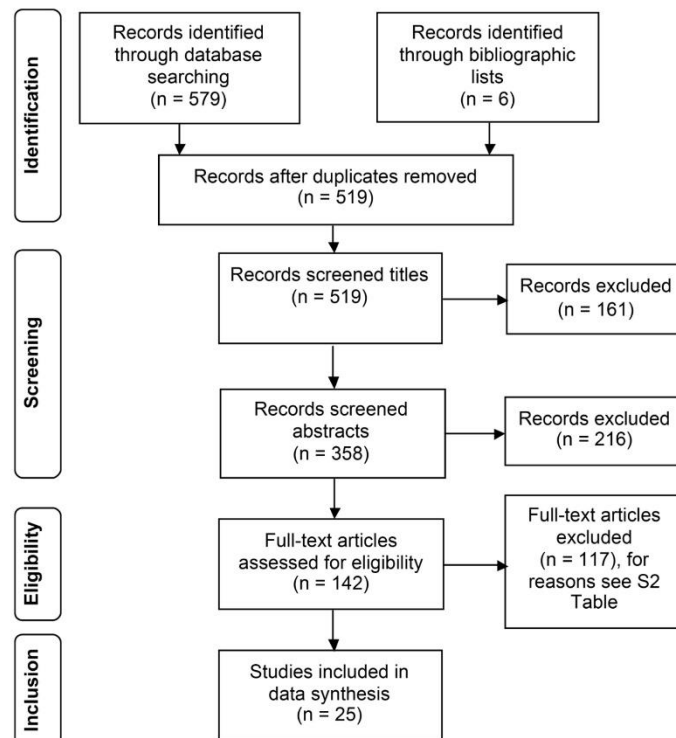 Identification
Records identified
through database
searching
(n = 579)
Records identified
through bibliographic
lists
(n = 6)
Records after duplicates removed
(n = 519)
Screening
Records screened titles
(n = 519)
Records excluded
(n = 161)
Records screened
abstracts
(n = 358)
Records excluded
(n = 216)
Eligibility
Full-text articles
assessed for eligibility
(n = 142)
Full-text articles
excluded
(n = 117), for
reasons see S2
Table
Inclusion
Studies included in
data synthesis
(n = 25)